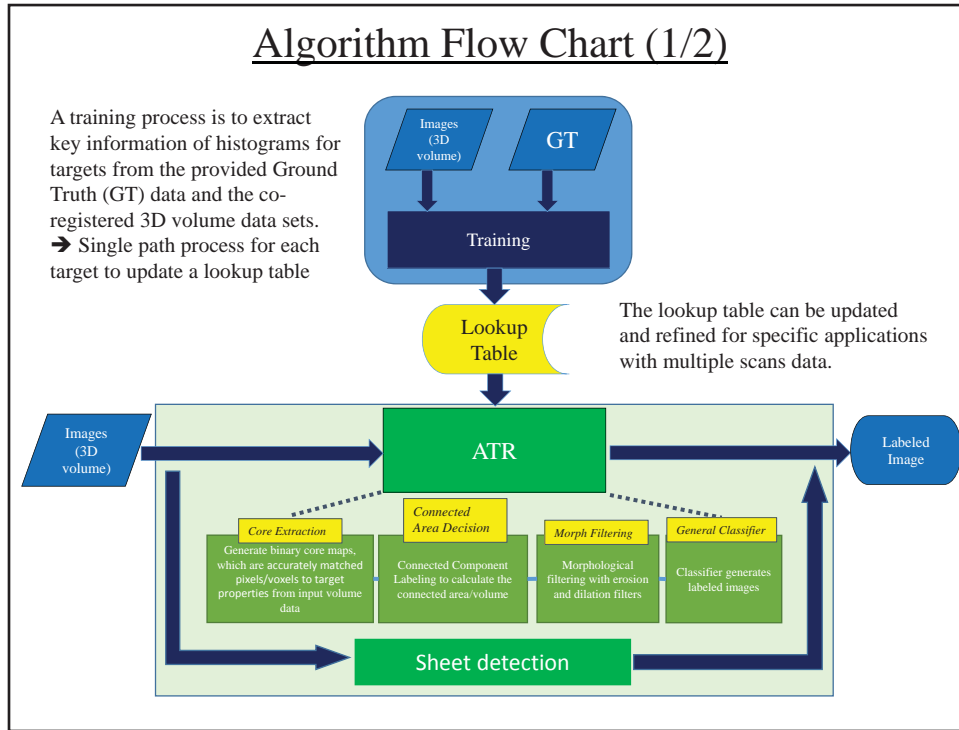 Algorithm Flow Chart (1/2)
A training process is to extract
key information of histograms for
targets from the provided Ground
Truth (GT) data and the co-
registered 3D volume data sets.
➔ Single path process for each
target to update a lookup table
Images
(3D
volume)
GT
Training
Lookup
Table
The lookup table can be updated
and refined for specific applications
with multiple scans data.
Images
(3D
volume)
ATR
Labeled
Image
Core Extraction
Generate binary core maps,
which are accurately matched
pixels/voxels to target
properties from input volume
data
Connected
Area Decision
Connected Component
Labeling to calculate the
connected area/volume
Morph Filtering
Morphological
filtering with erosion
and dilation filters
General Classifier
Classifier generates
labeled images
Sheet detection